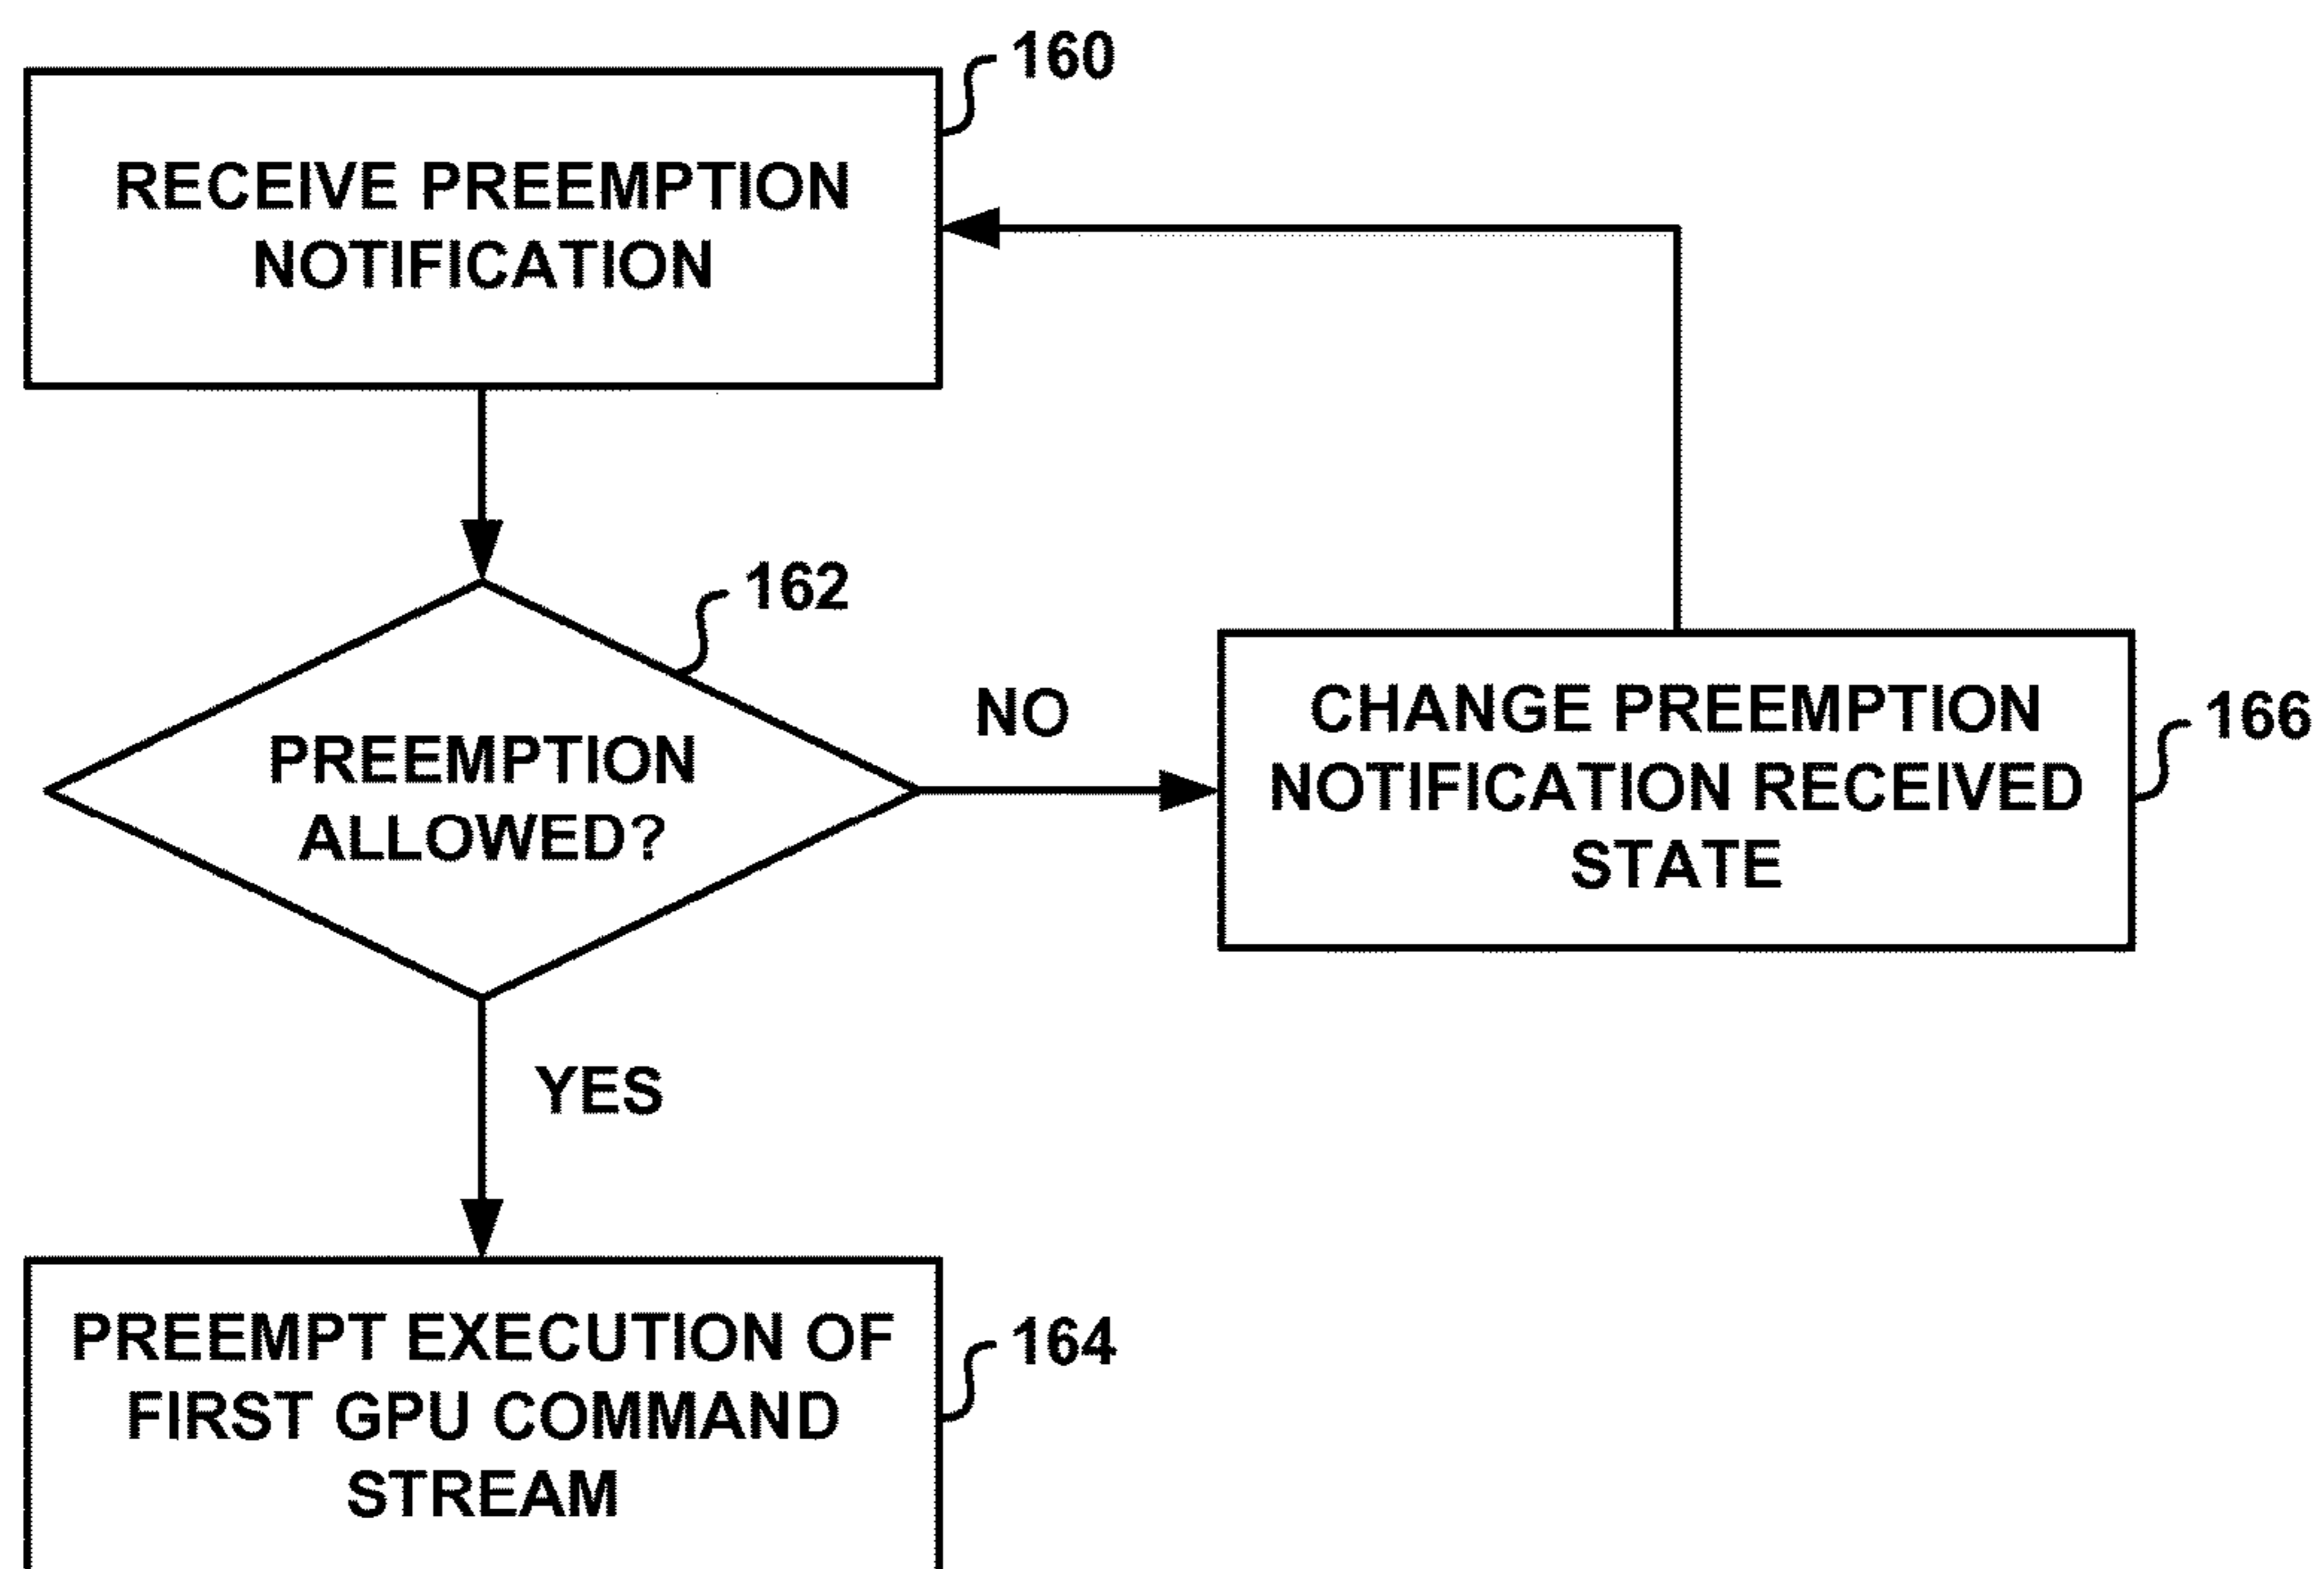 160
RECEIVE PREEMPTION
NOTIFICATION
162
PREEMPTION
ALLOWED?
NO
CHANGE PREEMPTION
NOTIFICATION RECEIVED
STATE
166
YES
PREEMPT EXECUTION OF
FIRST GPU COMMAND
STREAM
164